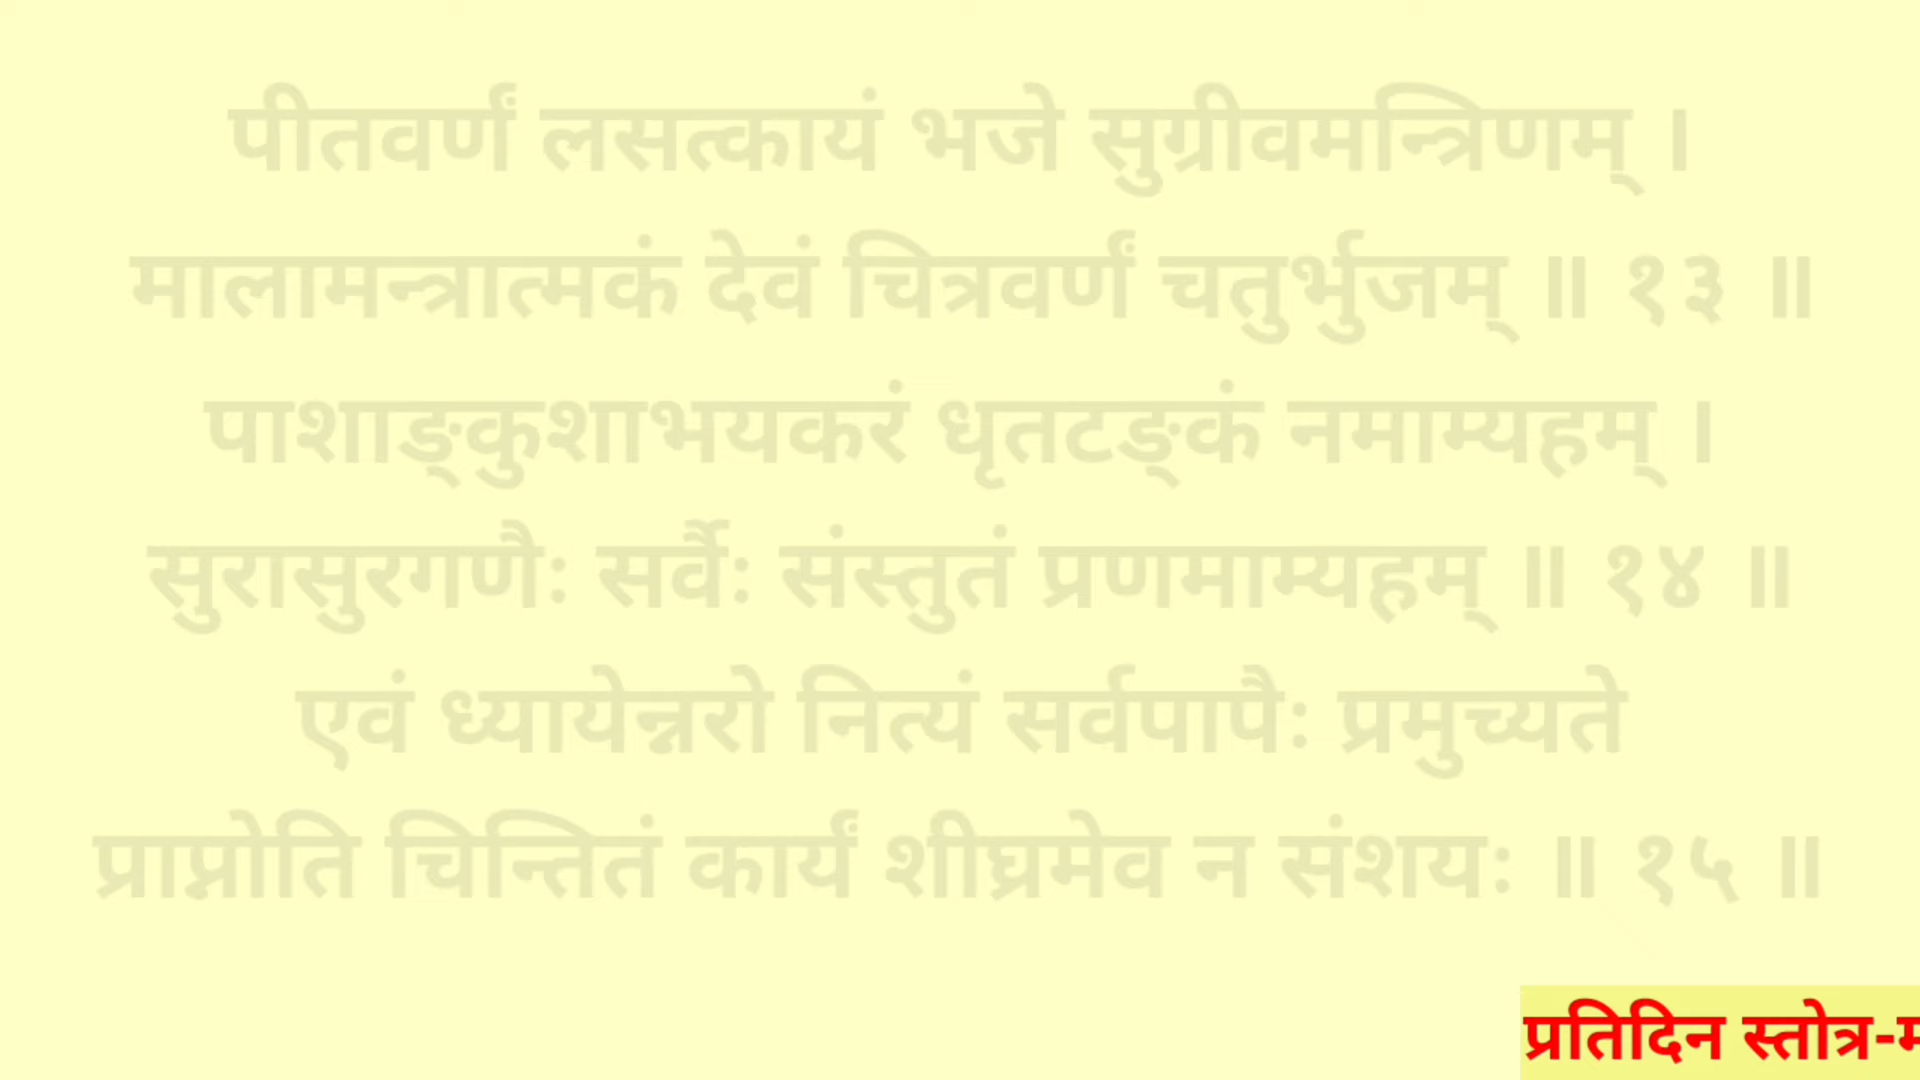 पीतवर्णं लसत्कायं भजे सुग्रीवमन्त्रिणम् ।
मालामन्त्रात्मकं देवं चित्रवर्णं चतुर्भुजम् ॥ १३ ॥
पाशाङ्कुशाभयकरं धृतटङ्कं नमाम्यहम् ।
सुरासुरगणैः सर्वैः संस्तुतं प्रणमाम्यहम् ॥ १४ ॥
एवं ध्यायेन्नरो नित्यं सर्वपापैः प्रमुच्यते
प्राप्नोति चिन्तितं कार्यं शीघ्रमेव न संशयः ॥ १५ ॥
प्रतिदिन स्तोत्र-